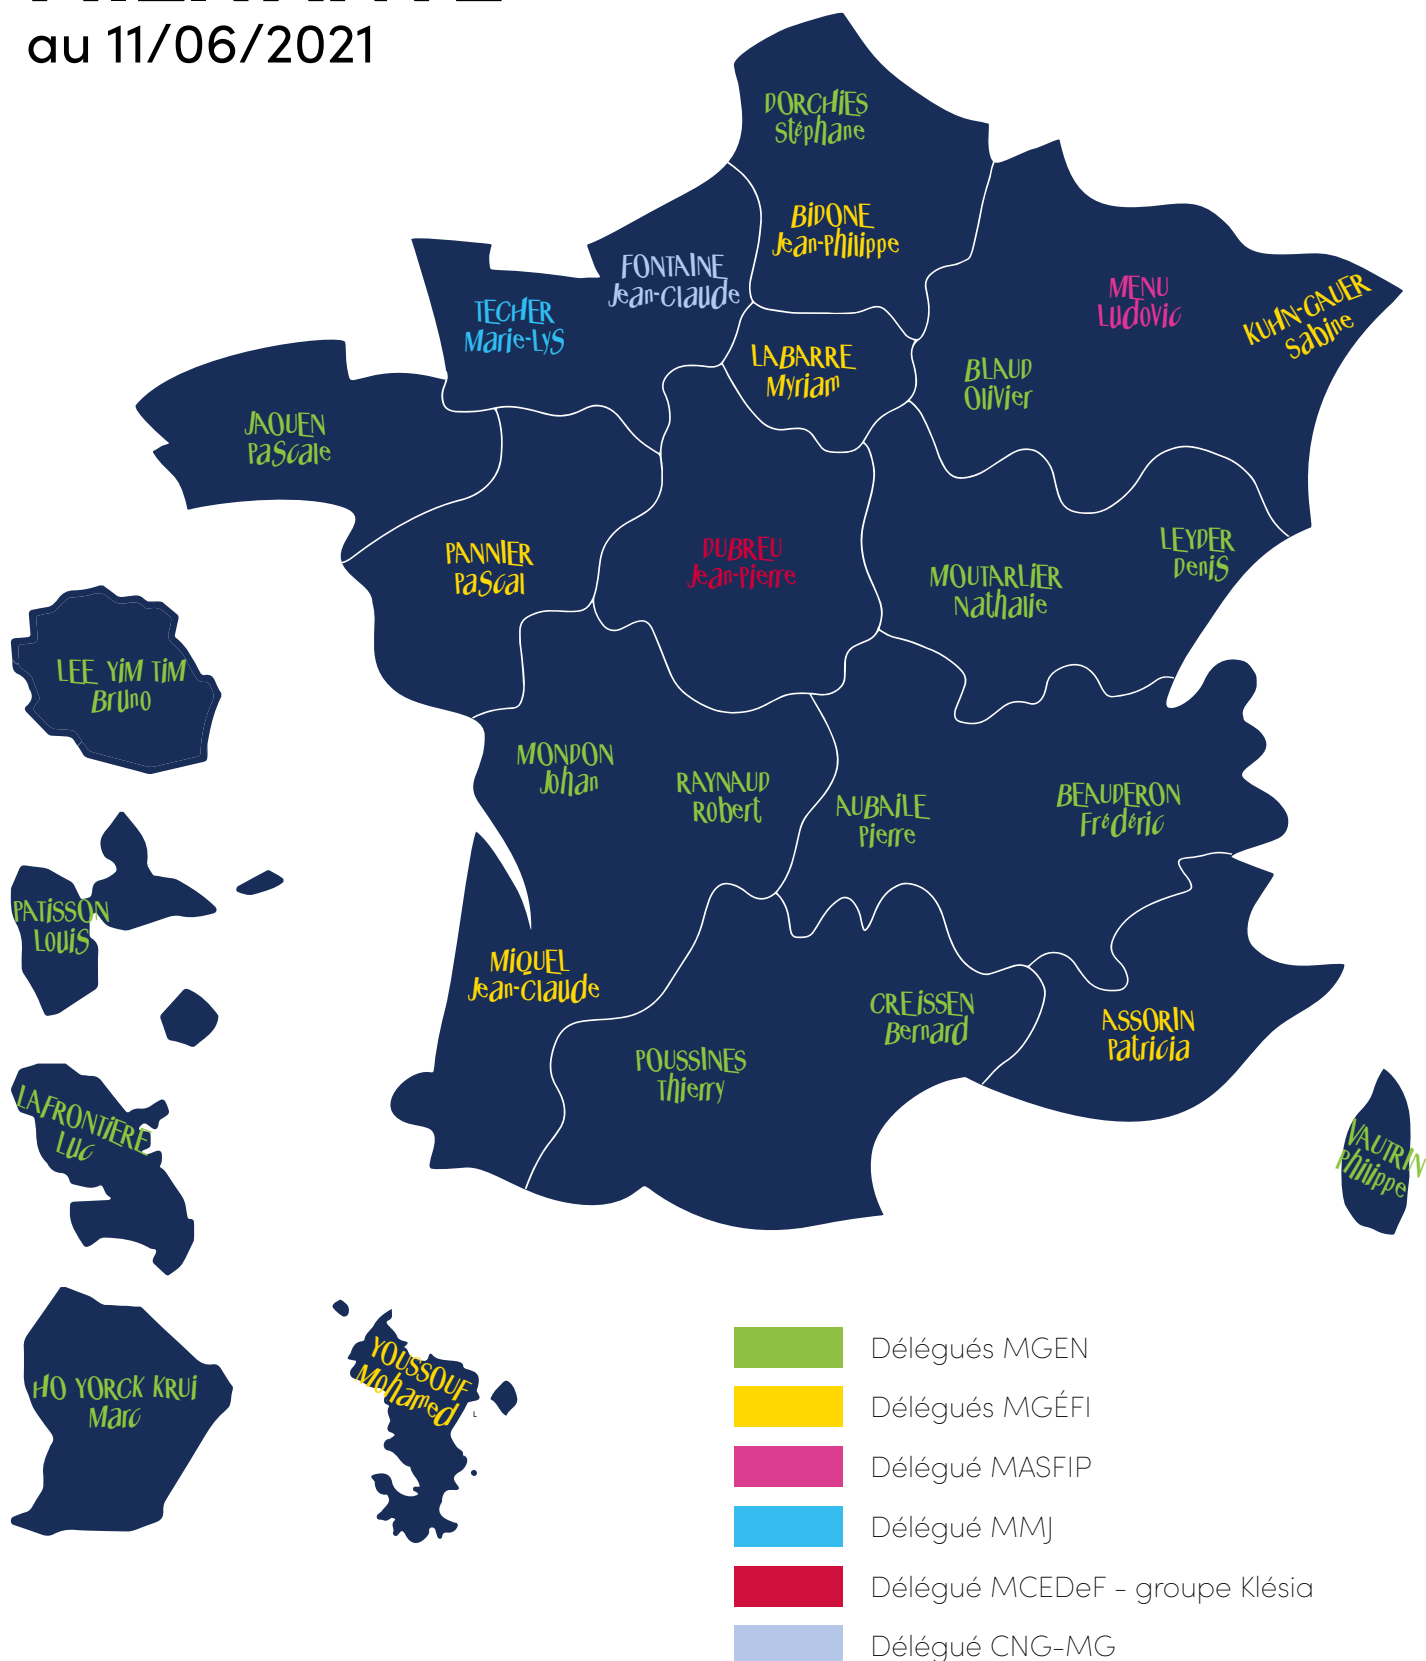 au 11/06/2021
DORCHiES
Stéphane
BiDONE
Jean-Philippe
FONTAINE
Jean-Claude
TECHER
Marie-Lys
MENU
Ludovic
KUHN-GAUER
Sabine
LABARRE
Myriam
BLAUD
Olivier
JAOUEN
Pascale
PANNIER
Pascal
DUBREU
Jean-Pierre
MOUTARLiER
Nathalie
LEYDER
Denis
LEE YiM TiM
Bruno
MONDON
Johan
RAYNAUD
Robert
AUBAiLE
Pierre
BEAUDERON
Frédéric
PATiSSON
Louis
MiQUEL
Jean-Claude
CREiSSEN
Bernard
ASSORIN
Patricia
POUSSINES
Thierry
LAFRONTiERE
Luc
VAUTRIN
Philippe
HO YORCK KRUi
Marc
YOUSSOUF
Mohamed
L
Délégués MGEN
Délégués MGÉFI
Délégué MASFIP
Délégué MMJ
Délégué MCEDeF - groupe Klésia
Délégué CNG-MG